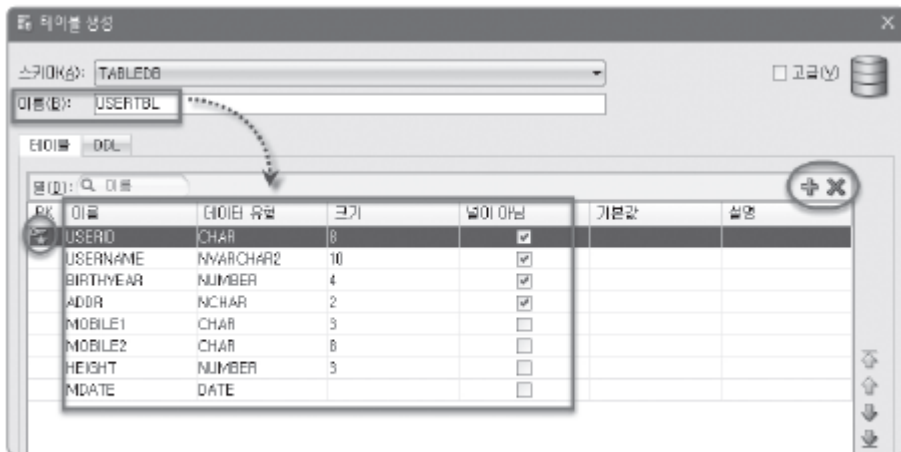 테이블 생성
스키마(A): TABLEDB
고급(V)
이름(B): USERTBL
테이블 DDL
열(D): 이름
PK 이름 데이터 유형 크기 널이 아님 기본값 설명
USERID CHAR 8
USERNAME NVARCHAR2 10
BIRTHYEAR NUMBER 4
ADDR NCHAR 2
MOBILE1 CHAR 3
MOBILE2 CHAR 8
HEIGHT NUMBER 3
MDATE DATE